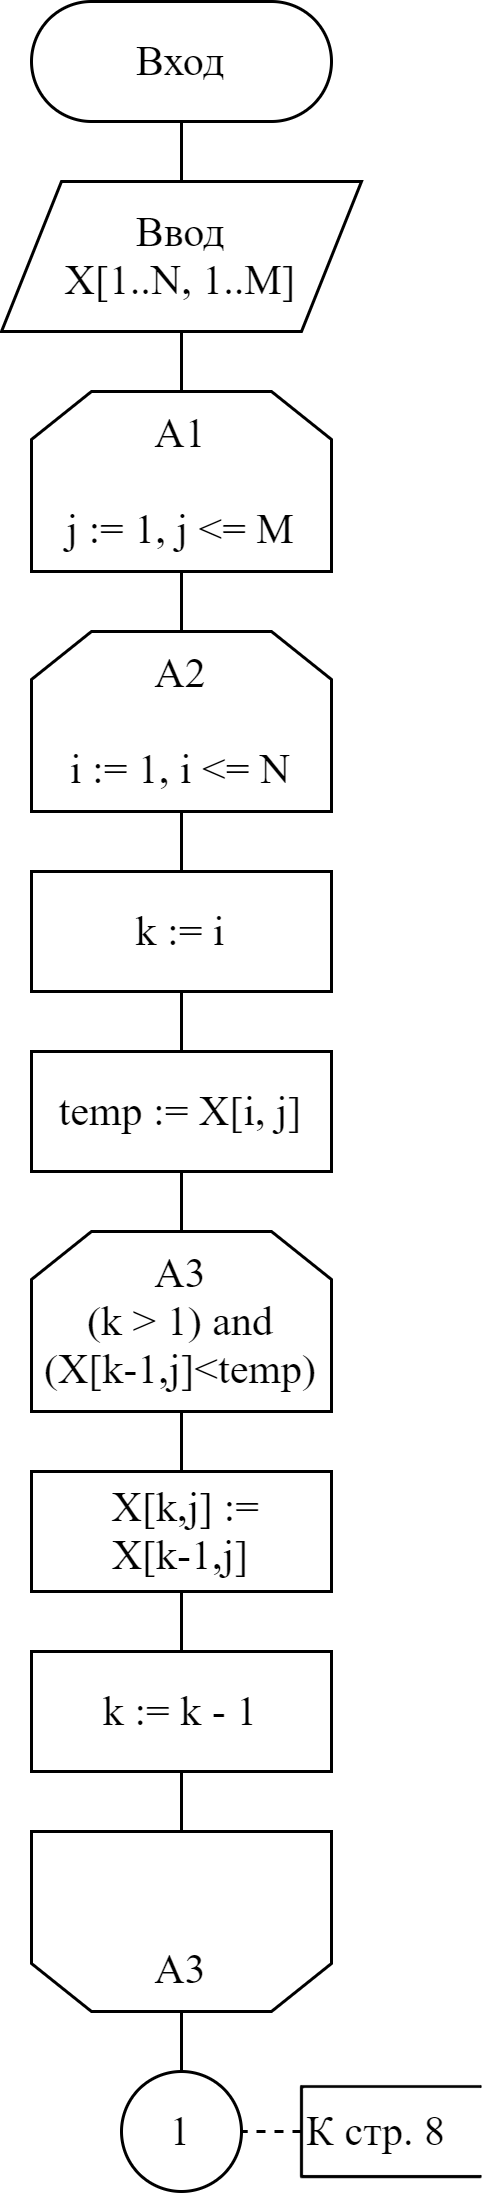 Вход
Ввод
X[1..N, 1..M]
A1
j := 1, j <= M
A2
i := 1, i <= N
k := i
temp := X[i, j]
A3
(k > 1) and
(X[k-1,j]<temp)
X[k,j] :=
X[k-1,j]
k := k - 1
A3
1
К стр. 8